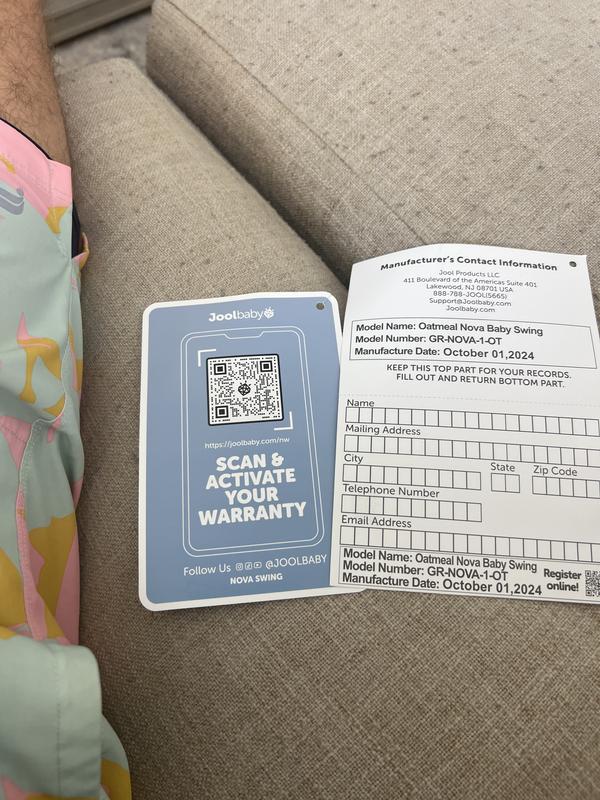 Joolbaby
https://joolbaby.com/nw
SCAN &
ACTIVATE
YOUR
WARRANTY
Follow Us @JOOLBABY
NOVA SWING
Manufacturer's Contact Information
Jool Products LLC
411 Boulevard of the Americas Suite 401
Lakewood, NJ 08701 USA
888-788-JOOL(5665)
Support@Joolbaby.com
Joolbaby.com
Model Name: Oatmeal Nova Baby Swing
Model Number: GR-NOVA-1-OT
Manufacture Date: October 01,2024
KEEP THIS TOP PART FOR YOUR RECORDS.
FILL OUT AND RETURN BOTTOM PART.
Name
Mailing Address
City State Zip Code
Telephone Number
Email Address
Model Name: Oatmeal Nova Baby Swing
Model Number: GR-NOVA-1-OT
Manufacture Date: October 01,2024
Register
online!